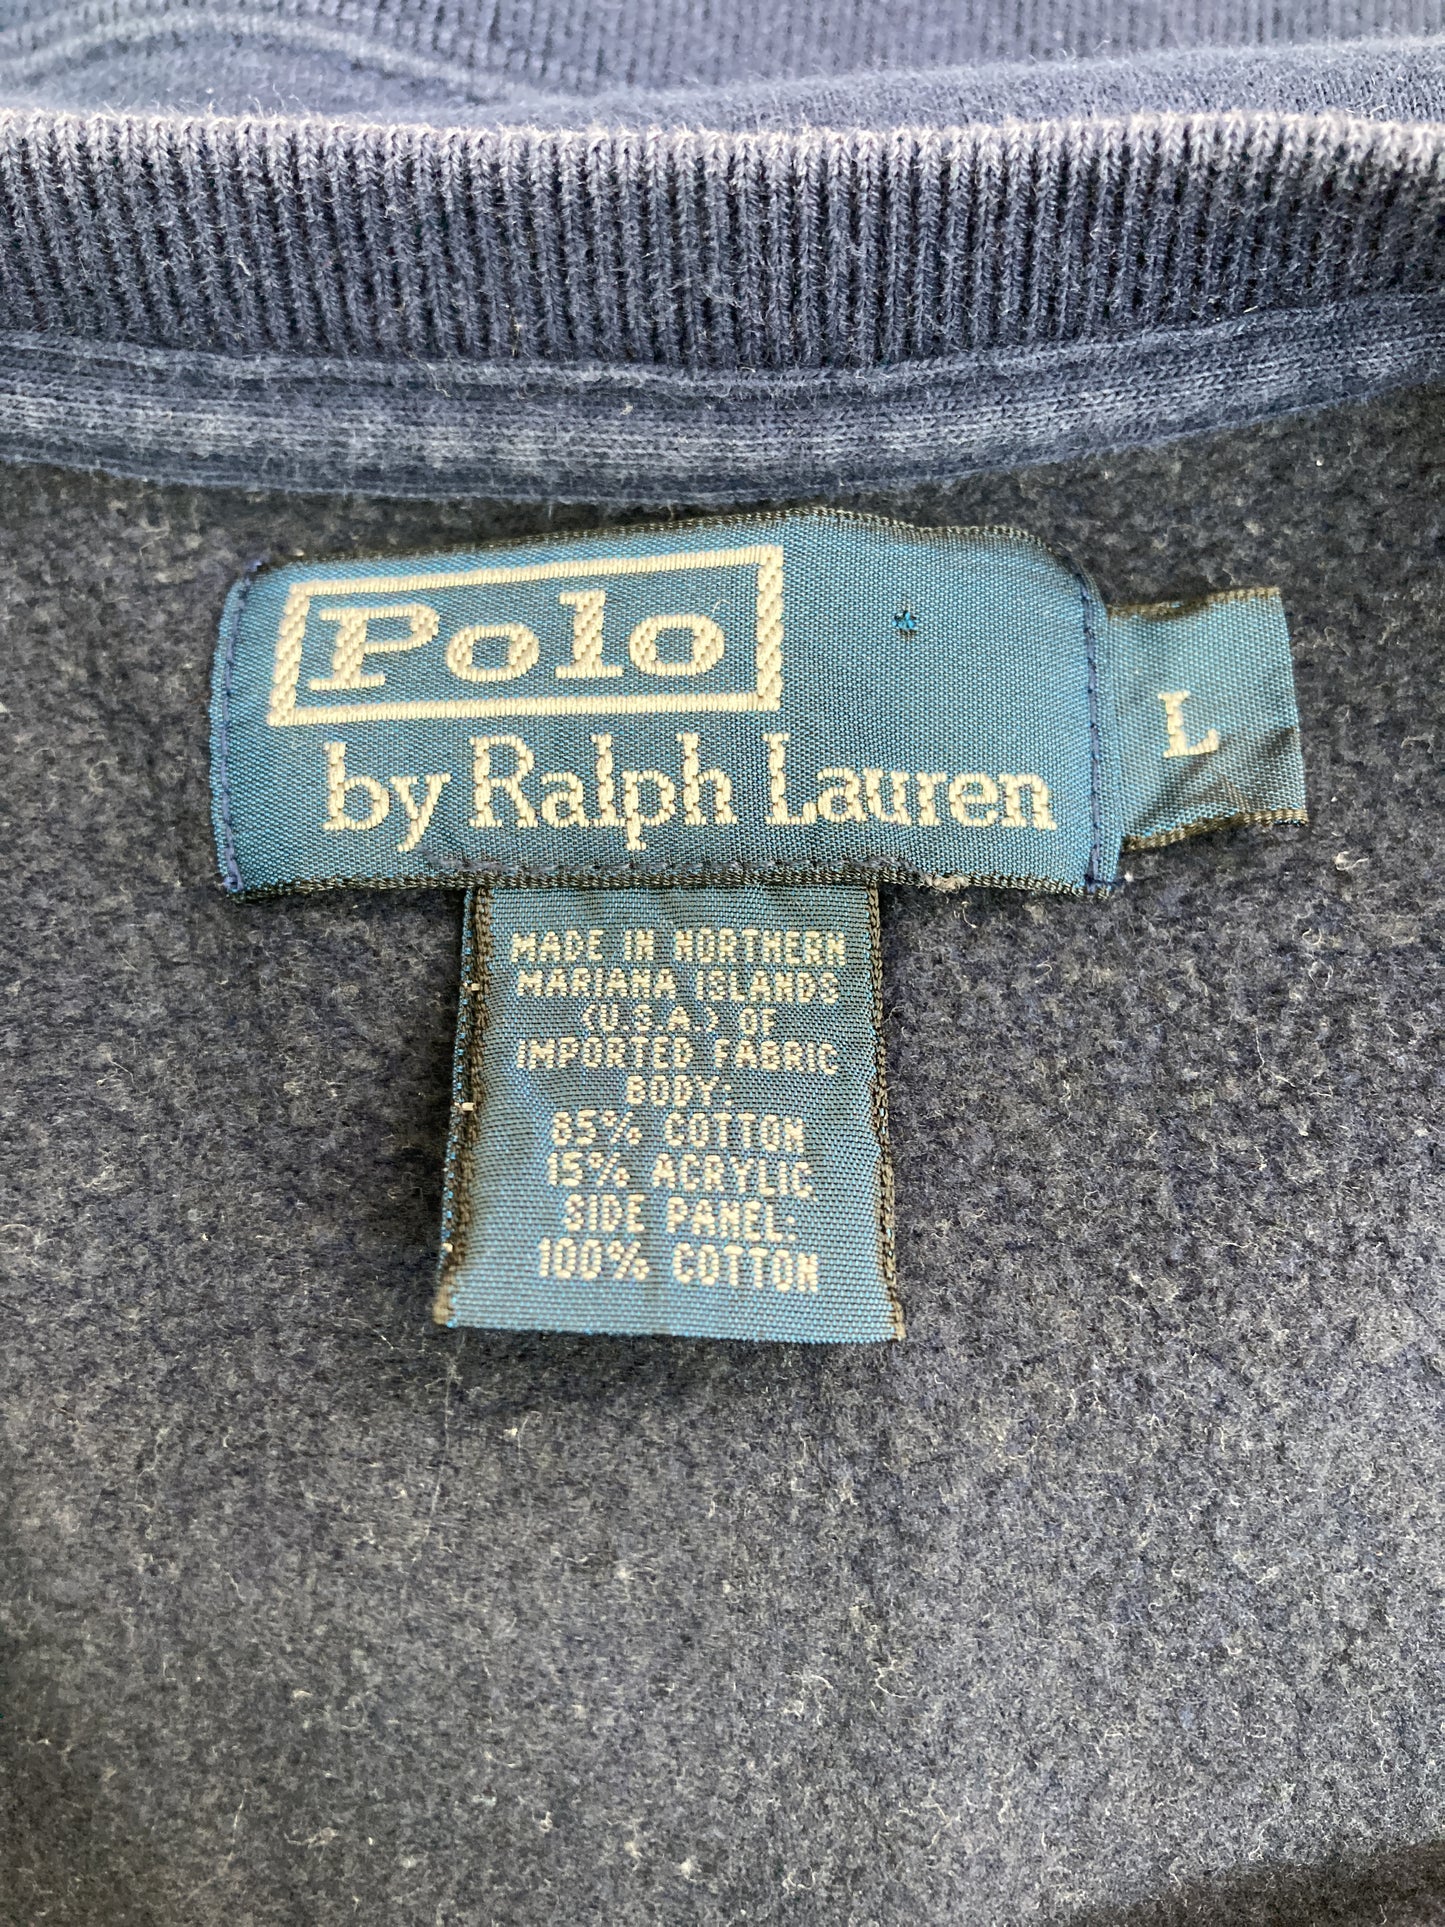 Polo
by Ralph Lauren
L
MADE IN NORTHERN
MARIANA ISLANDS
(U.S.A.) OF
IMPORTED FABRIC
BODY:
85% COTTON
15% ACRYLIC
SIDE PANEL:
100% COTTON